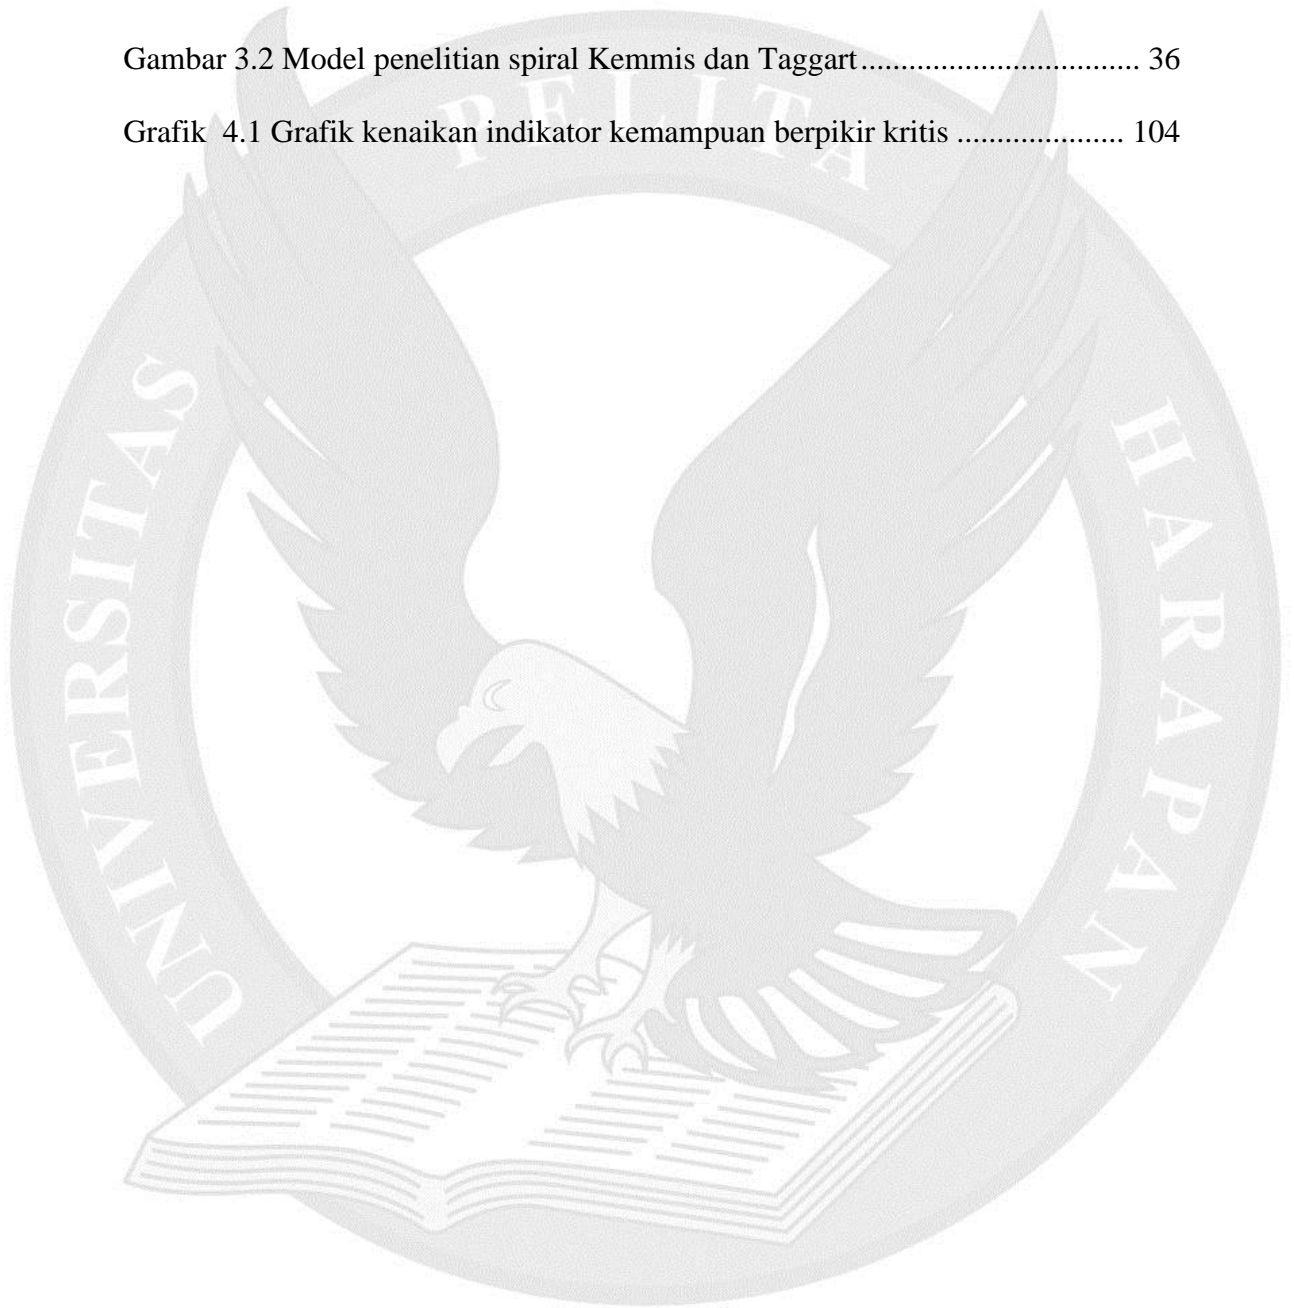 Gambar 3.2 Model penelitian spiral Kemmis dan Taggart ................................... 36
Grafik  4.1 Grafik kenaikan indikator kemampuan berpikir kritis ..................... 104
UNIVERSITAS PELITA HARAPAN